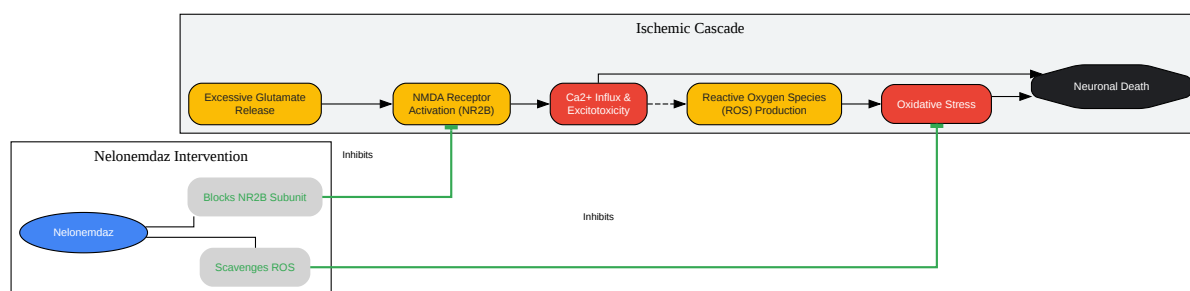 Ischemic Cascade
Excessive Glutamate
Release
NMDA Receptor
Activation (NR2B)
Ca2+ Influx &
Excitotoxicity
Reactive Oxygen Species
(ROS) Production
Oxidative Stress
Neuronal Death
Nelonemdaz Intervention
Inhibits
Blocks NR2B Subunit
Inhibits
Nelonemdaz
Scavenges ROS